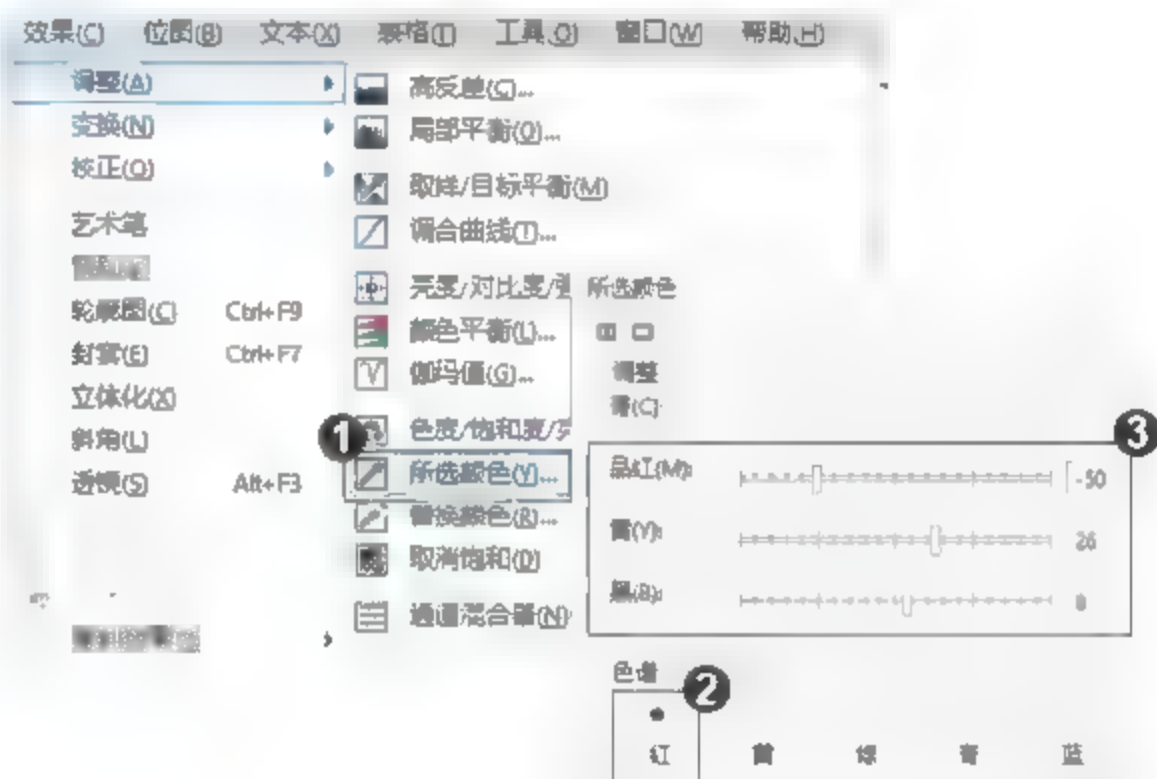 效果(C) 位图(B) 文本(X) 表格(T) 工具(O) 窗口(W) 帮助(H)
调整(A)
变换(N)
校正(O)
艺术笔
轮廓图(C) Ctrl+F9
封套(E) Ctrl+F7
立体化(X)
斜角(L)
透镜(S) Alt+F3
高反差(C)...
局部平衡(O)...
取样/目标平衡(M)
调合曲线(T)...
亮度/对比度/强
颜色平衡(L)...
伽玛值(G)...
色度/饱和度/亮
1
所选颜色(V)...
替换颜色(R)...
取消饱和(D)
通道混合器(N)
所选颜色
调整
青(C)
3
品红(M): -50
黄(Y): 26
黑(B): 0
色谱
2
红 黄 绿 青 蓝